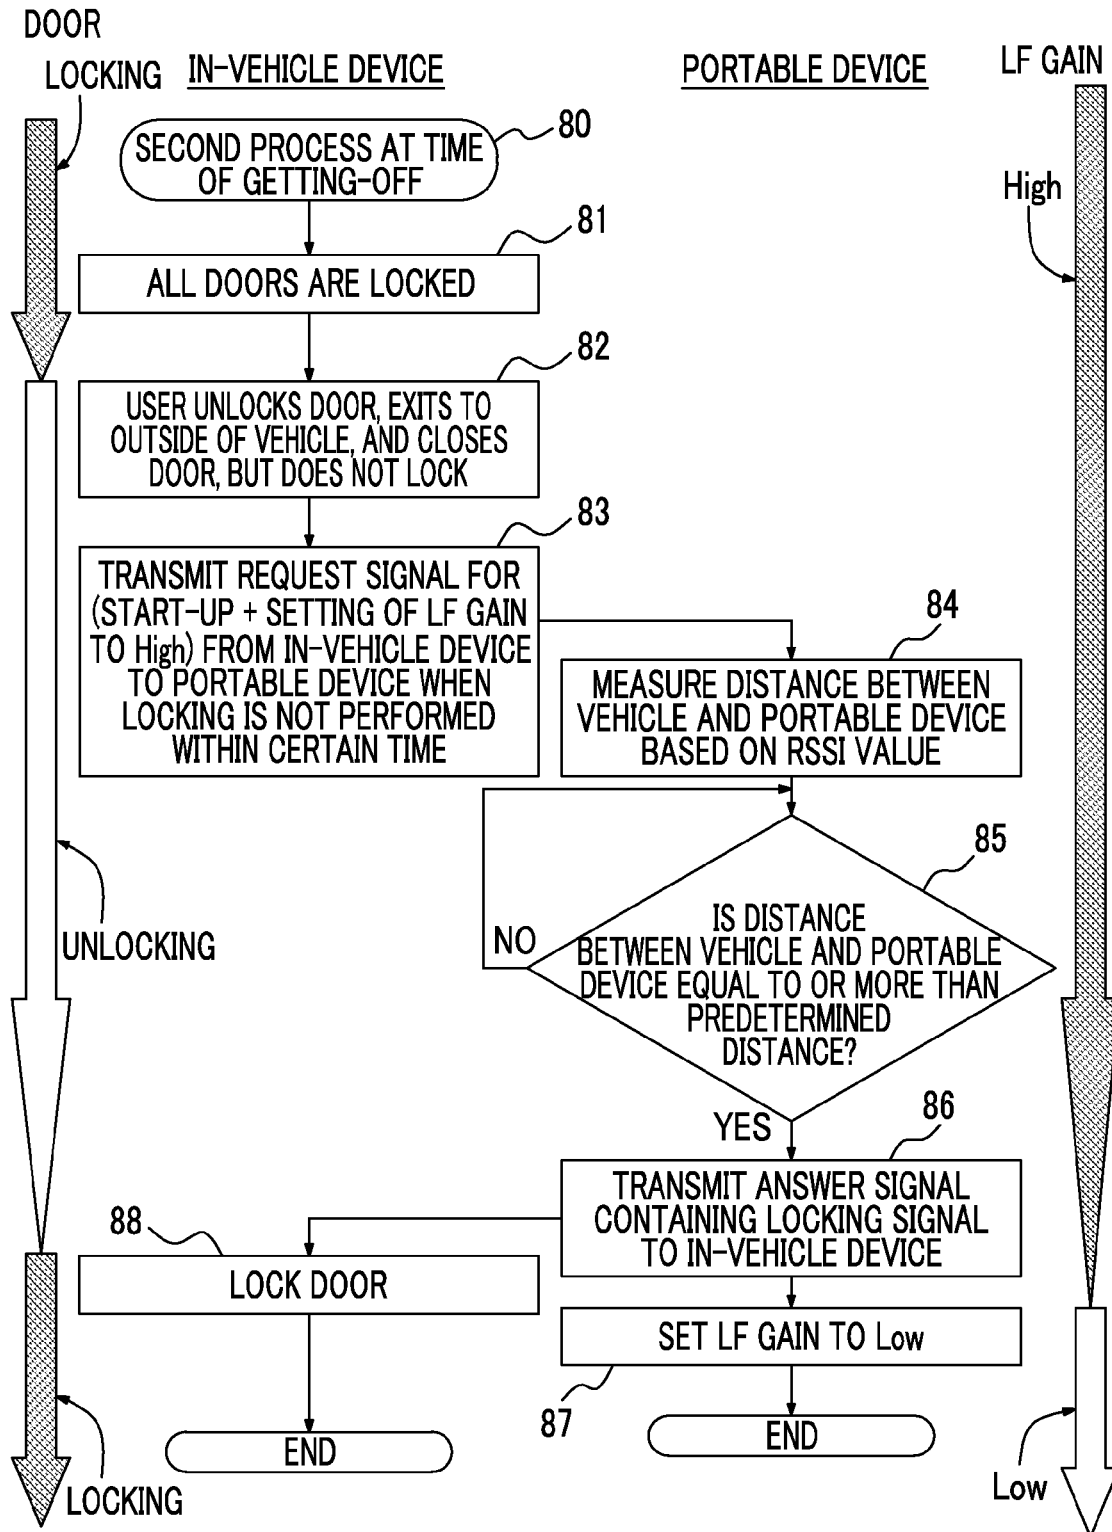 DOOR
LOCKING
IN-VEHICLE DEVICE
PORTABLE DEVICE
LF GAIN
80
SECOND PROCESS AT TIME
OF GETTING-OFF
High
81
ALL DOORS ARE LOCKED
82
USER UNLOCKS DOOR, EXITS TO
OUTSIDE OF VEHICLE, AND CLOSES
DOOR, BUT DOES NOT LOCK
83
TRANSMIT REQUEST SIGNAL FOR
(START-UP + SETTING OF LF GAIN
TO High) FROM IN-VEHICLE DEVICE
TO PORTABLE DEVICE WHEN
LOCKING IS NOT PERFORMED
WITHIN CERTAIN TIME
84
MEASURE DISTANCE BETWEEN
VEHICLE AND PORTABLE DEVICE
BASED ON RSSI VALUE
85
IS DISTANCE
BETWEEN VEHICLE AND PORTABLE
DEVICE EQUAL TO OR MORE THAN
PREDETERMINED
DISTANCE?
NO
UNLOCKING
YES
86
TRANSMIT ANSWER SIGNAL
CONTAINING LOCKING SIGNAL
TO IN-VEHICLE DEVICE
88
LOCK DOOR
SET LF GAIN TO Low
87
END
END
LOCKING
Low